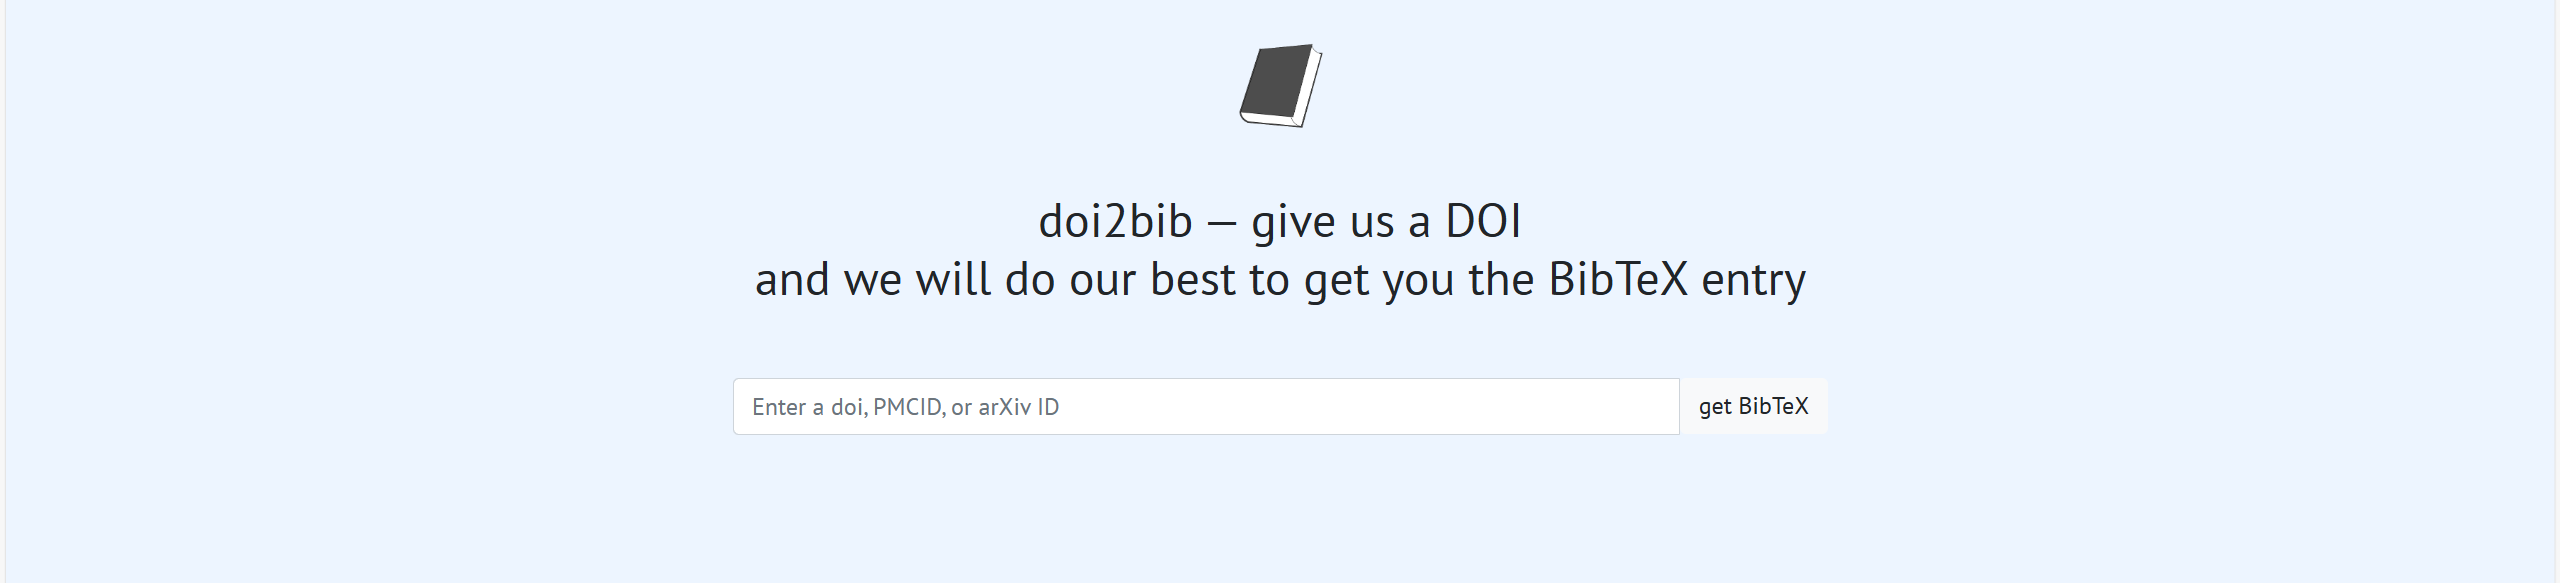 doi2bib — give us a DOI
and we will do our best to get you the BibTeX entry
Enter a doi, PMCID, or arXiv ID
get BibTeX